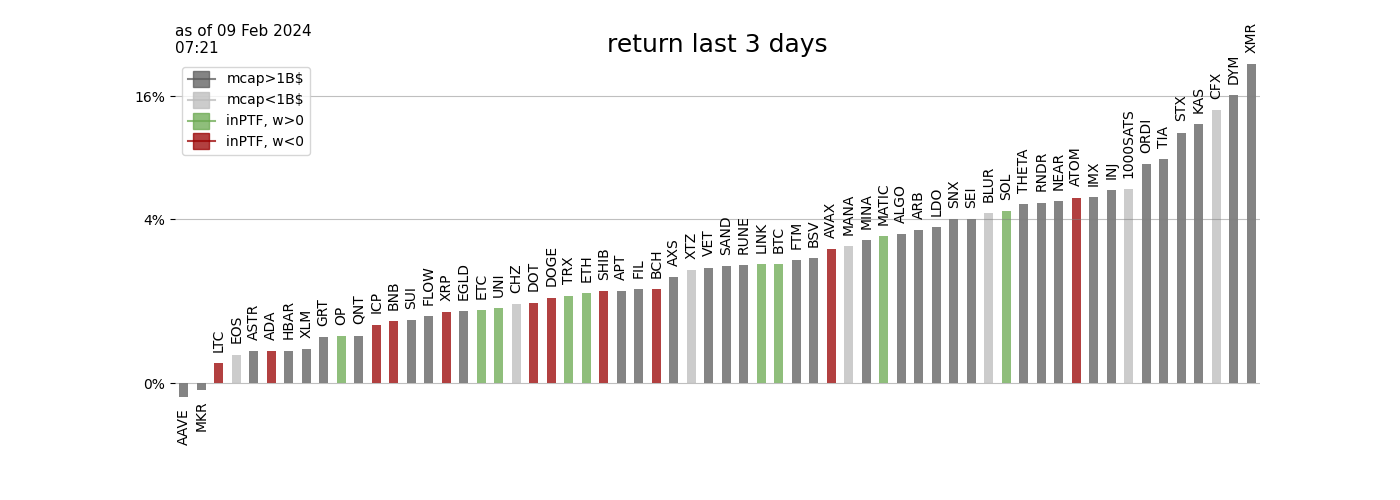 as of 09 Feb 2024
07:21
return last 3 days
mcap>1B$
mcap<1B$
inPTF, w>0
inPTF, w<0
16%
4%
0%
AAVE
MKR
LTC
EOS
ASTR
ADA
HBAR
XLM
GRT
OP
QNT
ICP
BNB
SUI
FLOW
XRP
EGLD
ETC
UNI
CHZ
DOT
DOGE
TRX
ETH
SHIB
APT
FIL
BCH
AXS
XTZ
VET
SAND
RUNE
LINK
BTC
FTM
BSV
AVAX
MANA
MINA
MATIC
ALGO
ARB
LDO
SNX
SEI
BLUR
SOL
THETA
RNDR
NEAR
ATOM
IMX
INJ
1000SATS
ORDI
TIA
STX
KAS
CFX
DYM
XMR